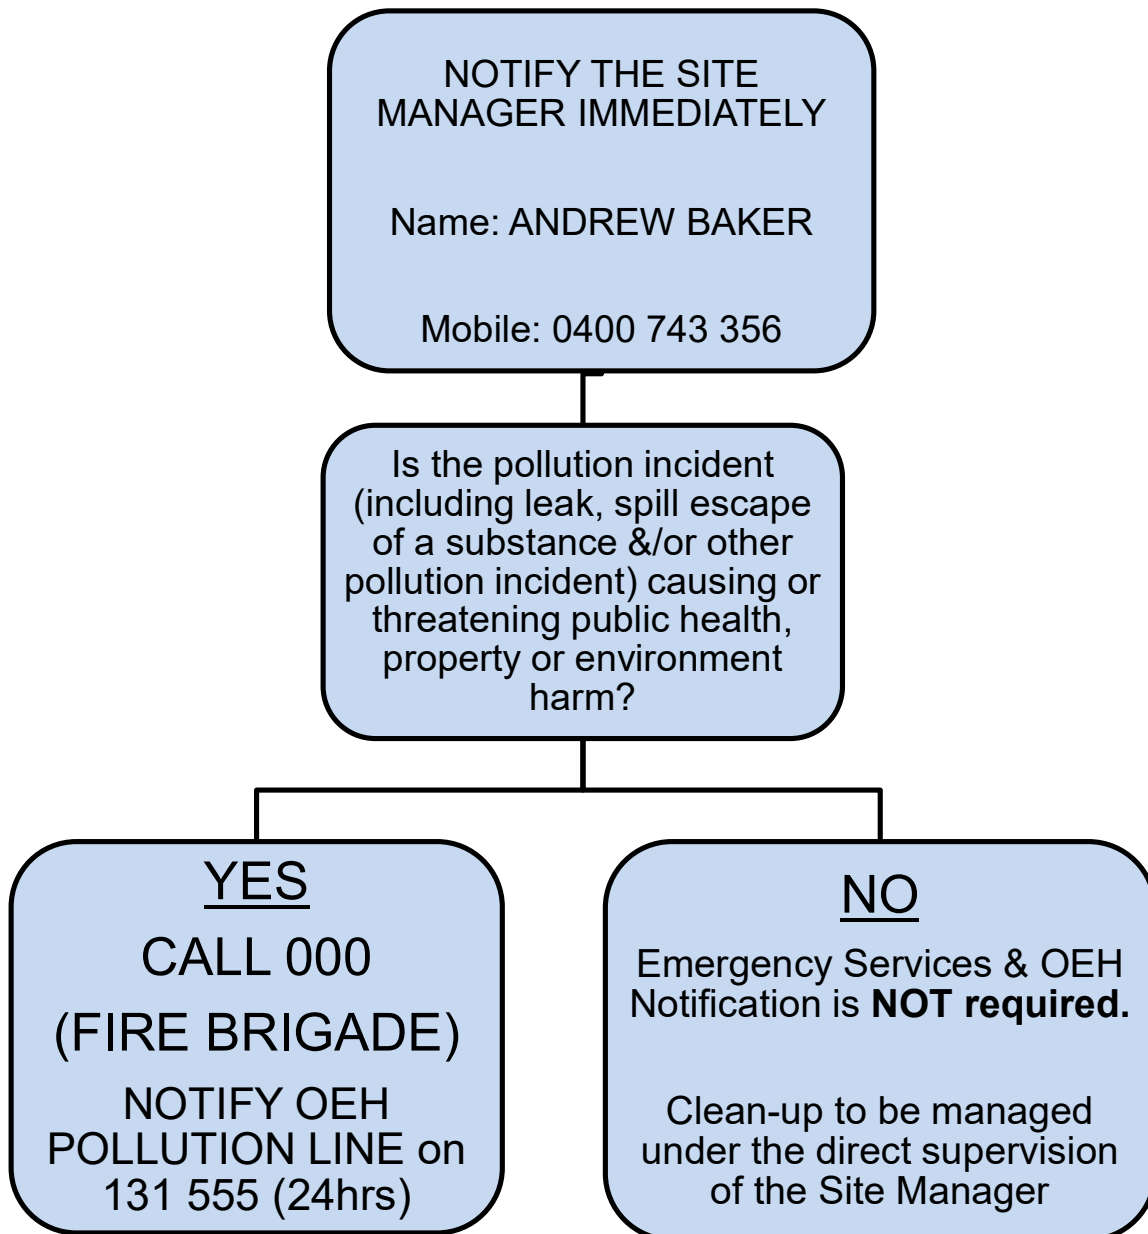 NOTIFY THE SITE
MANAGER IMMEDIATELY
Name: ANDREW BAKER
Mobile: 0400 743 356
Is the pollution incident
(including leak, spill escape
of a substance &/or other
pollution incident) causing or
threatening public health,
property or environment
harm?
YES
CALL 000
(FIRE BRIGADE)
NOTIFY OEH
POLLUTION LINE on
131 555 (24hrs)
NO
Emergency Services & OEH
Notification is NOT required.
Clean-up to be managed
under the direct supervision
of the Site Manager